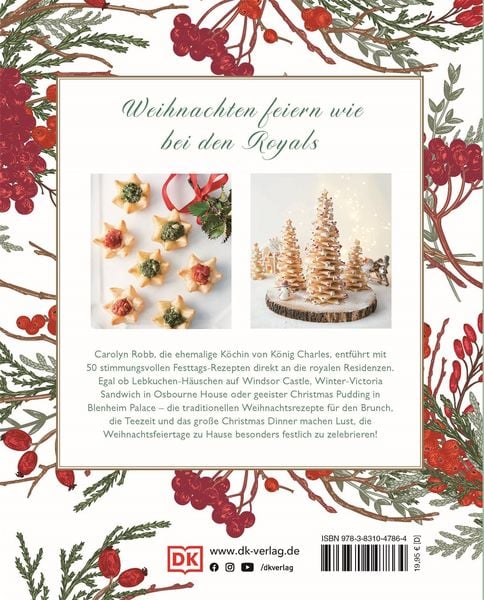 Weihnachten feiern wie
bei den Royals
Carolyn Robb, die ehemalige Köchin von König Charles, entführt mit
50 stimmungsvollen Festtags-Rezepten direkt an die royalen Residenzen.
Egal ob Lebkuchen-Häuschen auf Windsor Castle, Winter-Victoria
Sandwich in Osbourne House oder geeister Christmas Pudding in
Blenheim Palace – die traditionellen Weihnachtsrezepte für den Brunch,
die Teezeit und das große Christmas Dinner machen Lust, die
Weihnachtsfeiertage zu Hause besonders festlich zu zelebrieren!
DK
www.dk-verlag.de
/dkverlag
ISBN 978-3-8310-4786-4
19,95 € [D]